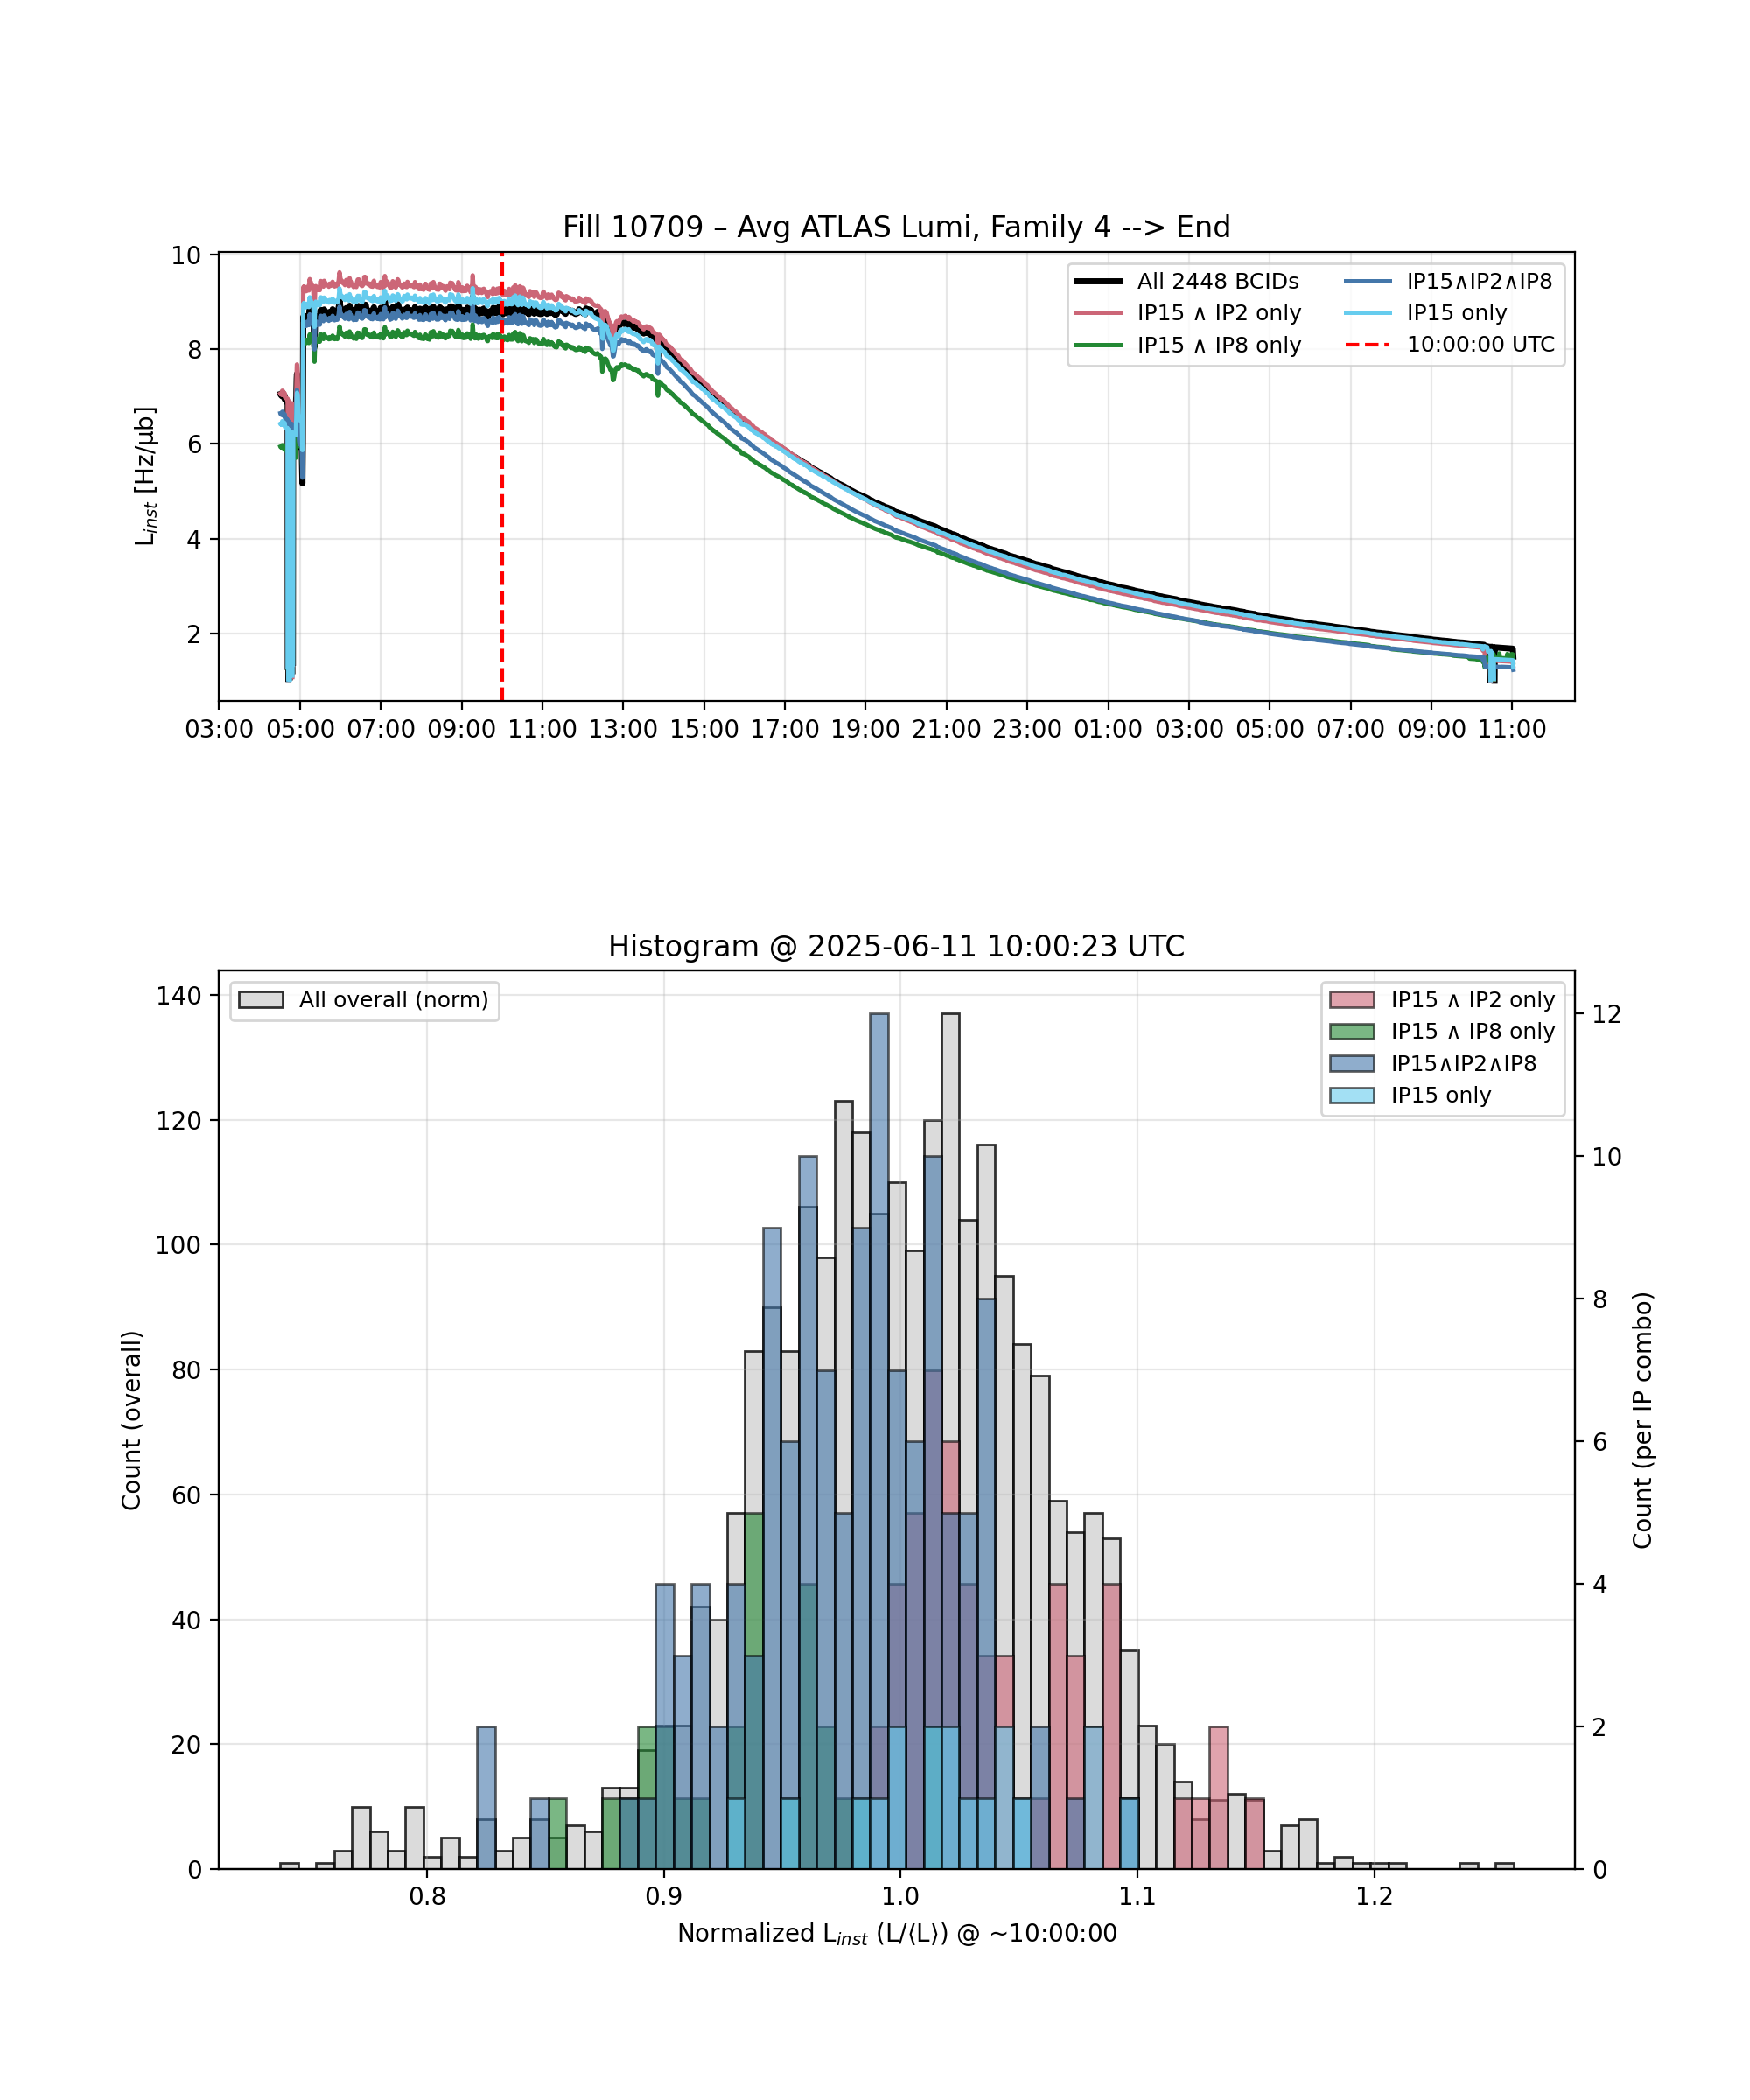 Fill 10709 – Avg ATLAS Lumi, Family 4 --> End
10
8
6
4
2
L_inst [Hz/μb]
All 2448 BCIDs
IP15 ∧ IP2 only
IP15 ∧ IP8 only
IP15∧IP2∧IP8
IP15 only
10:00:00 UTC
03:00 05:00 07:00 09:00 11:00 13:00 15:00 17:00 19:00 21:00 23:00 01:00 03:00 05:00 07:00 09:00 11:00
Histogram @ 2025-06-11 10:00:23 UTC
140
120
100
80
60
40
20
0
Count (overall)
All overall (norm)
IP15 ∧ IP2 only
IP15 ∧ IP8 only
IP15∧IP2∧IP8
IP15 only
12
10
8
6
4
2
0
Count (per IP combo)
0.8 0.9 1.0 1.1 1.2
Normalized L_inst (L/⟨L⟩) @ ~10:00:00